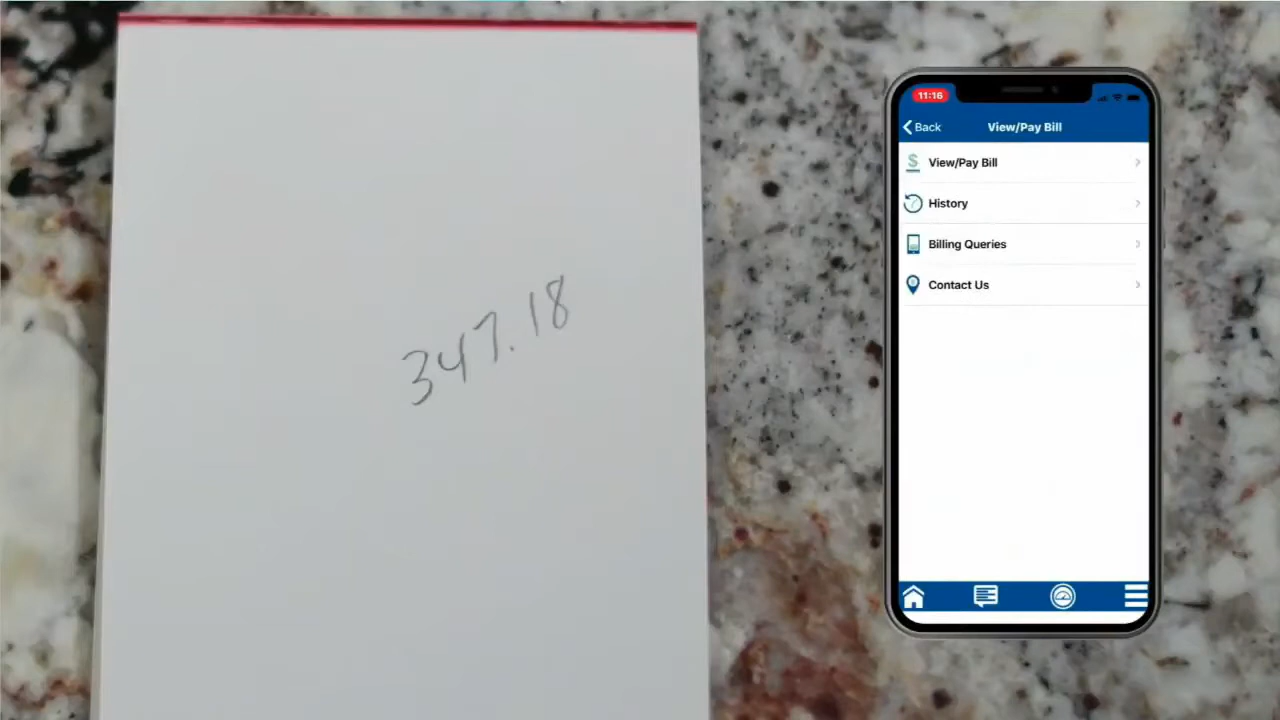 347.18
11:16
Back
View/Pay Bill
$ View/Pay Bill
History
Billing Queries
Contact Us